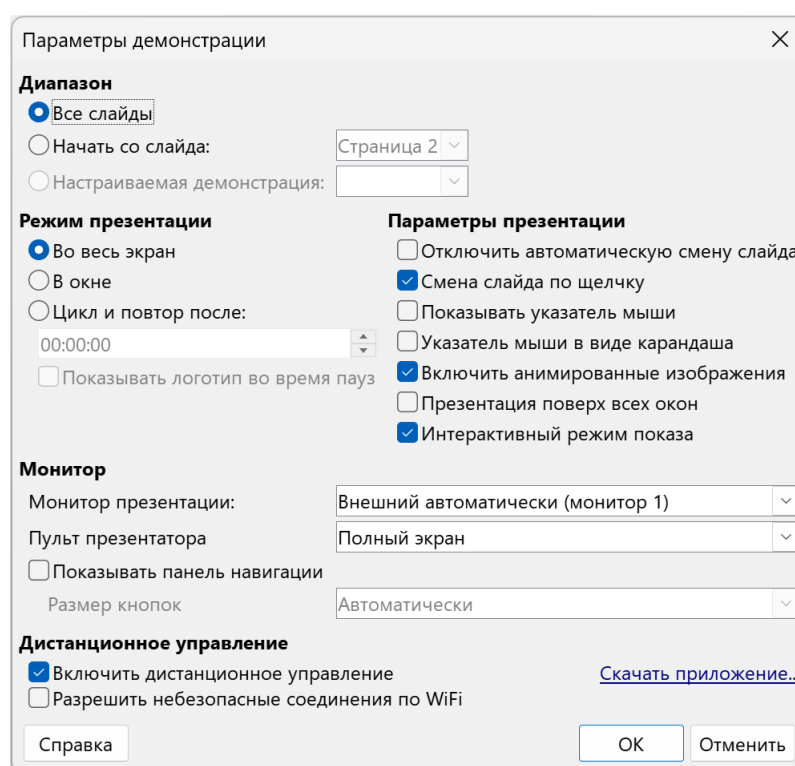 Параметры демонстрации
Диапазон
Все слайды
Начать со слайда: Страница 2
Настраиваемая демонстрация:
Режим презентации
Во весь экран
В окне
Цикл и повтор после:
00:00:00
Показывать логотип во время пауз
Параметры презентации
Отключить автоматическую смену слайда
Смена слайда по щелчку
Показывать указатель мыши
Указатель мыши в виде карандаша
Включить анимированные изображения
Презентация поверх всех окон
Интерактивный режим показа
Монитор
Монитор презентации: Внешний автоматически (монитор 1)
Пульт презентатора Полный экран
Показывать панель навигации
Размер кнопок Автоматически
Дистанционное управление
Включить дистанционное управление Скачать приложение..
Разрешить небезопасные соединения по WiFi
Справка ОК Отменить